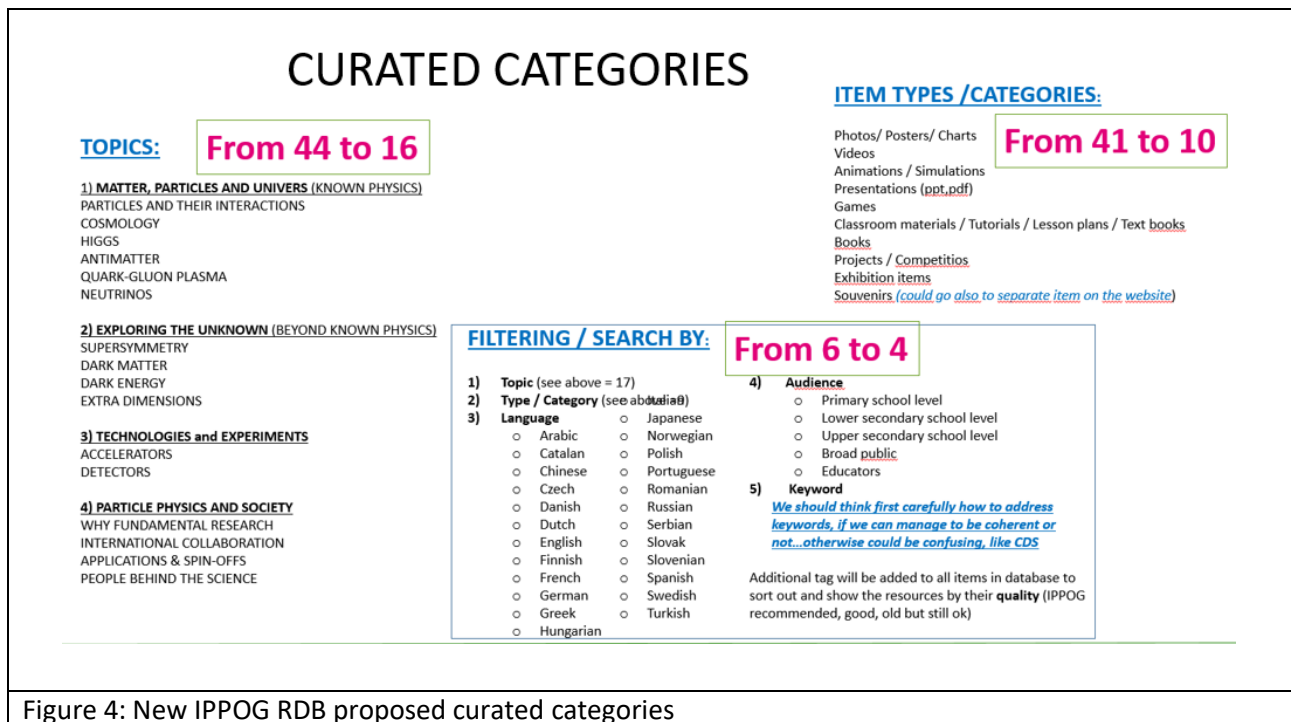 CURATED CATEGORIES
TOPICS:
From 44 to 16
1) MATTER, PARTICLES AND UNIVERS (KNOWN PHYSICS)
PARTICLES AND THEIR INTERACTIONS
COSMOLOGY
HIGGS
ANTIMATTER
QUARK-GLUON PLASMA
NEUTRINOS
2) EXPLORING THE UNKNOWN (BEYOND KNOWN PHYSICS)
SUPERSYMMETRY
DARK MATTER
DARK ENERGY
EXTRA DIMENSIONS
3) TECHNOLOGIES and EXPERIMENTS
ACCELERATORS
DETECTORS
4) PARTICLE PHYSICS AND SOCIETY
WHY FUNDAMENTAL RESEARCH
INTERNATIONAL COLLABORATION
APPLICATIONS & SPIN-OFFS
PEOPLE BEHIND THE SCIENCE
ITEM TYPES /CATEGORIES:
From 41 to 10
Photos/ Posters/ Charts
Videos
Animations / Simulations
Presentations (ppt,pdf)
Games
Classroom materials / Tutorials / Lesson plans / Text books
Books
Projects / Competitios
Exhibition items
Souvenirs (could go also to separate item on the website)
FILTERING / SEARCH BY:
From 6 to 4
1) Topic (see above = 17)
2) Type / Category (see above =9)
3) Language
o Arabic
o Catalan
o Chinese
o Czech
o Danish
o Dutch
o English
o Finnish
o French
o German
o Greek
o Hungarian
o Italian
o Japanese
o Norwegian
o Polish
o Portuguese
o Romanian
o Russian
o Serbian
o Slovak
o Slovenian
o Spanish
o Swedish
o Turkish
4) Audience
o Primary school level
o Lower secondary school level
o Upper secondary school level
o Broad public
o Educators
5) Keyword
We should think first carefully how to address
keywords, if we can manage to be coherent or
not...otherwise could be confusing, like CDS
Additional tag will be added to all items in database to
sort out and show the resources by their quality (IPPOG
recommended, good, old but still ok)
Figure 4: New IPPOG RDB proposed curated categories